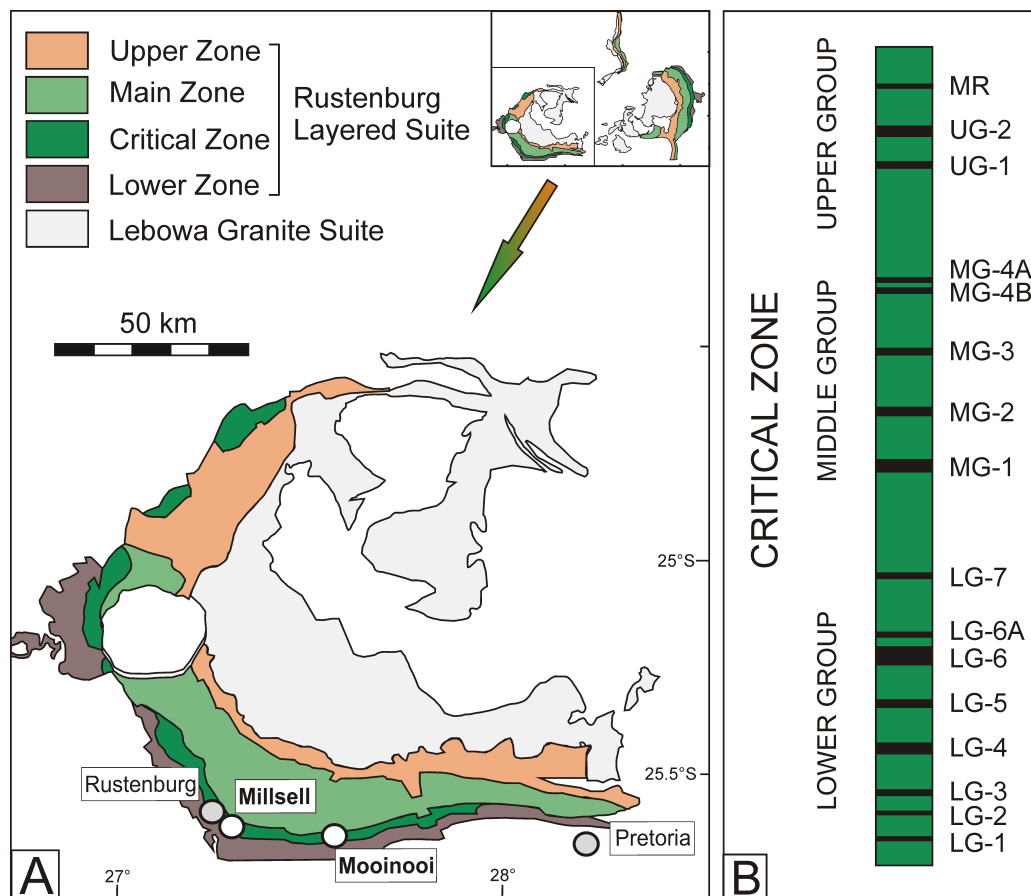 Upper Zone
Main Zone
Critical Zone
Lower Zone
Rustenburg
Layered Suite
Lebowa Granite Suite
50 km
25°S
25.5°S
Rustenburg
Millsell
Mooinooi
Pretoria
27°
28°
A
CRITICAL ZONE
UPPER GROUP
MIDDLE GROUP
LOWER GROUP
MR
UG-2
UG-1
MG-4A
MG-4B
MG-3
MG-2
MG-1
LG-7
LG-6A
LG-6
LG-5
LG-4
LG-3
LG-2
LG-1
B